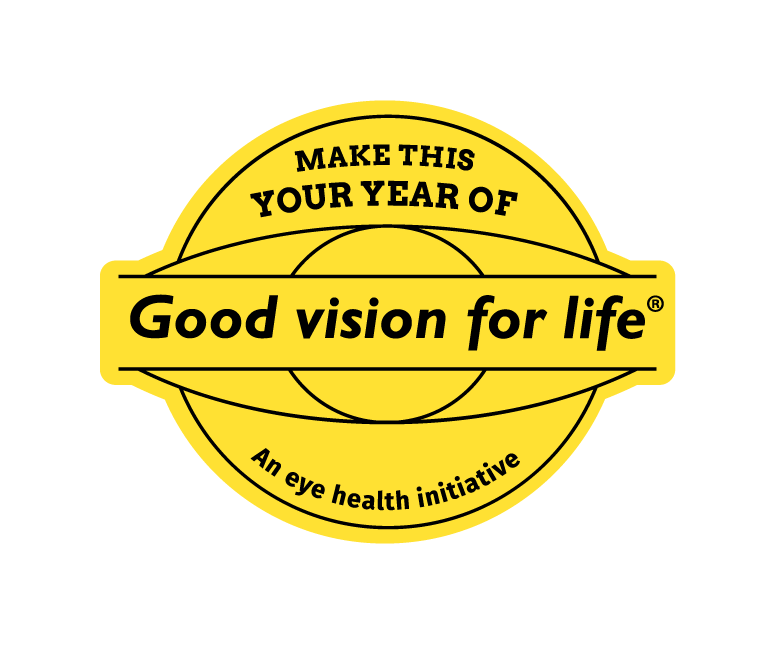 MAKE THIS
YOUR YEAR OF
Good vision for life®
An eye health initiative